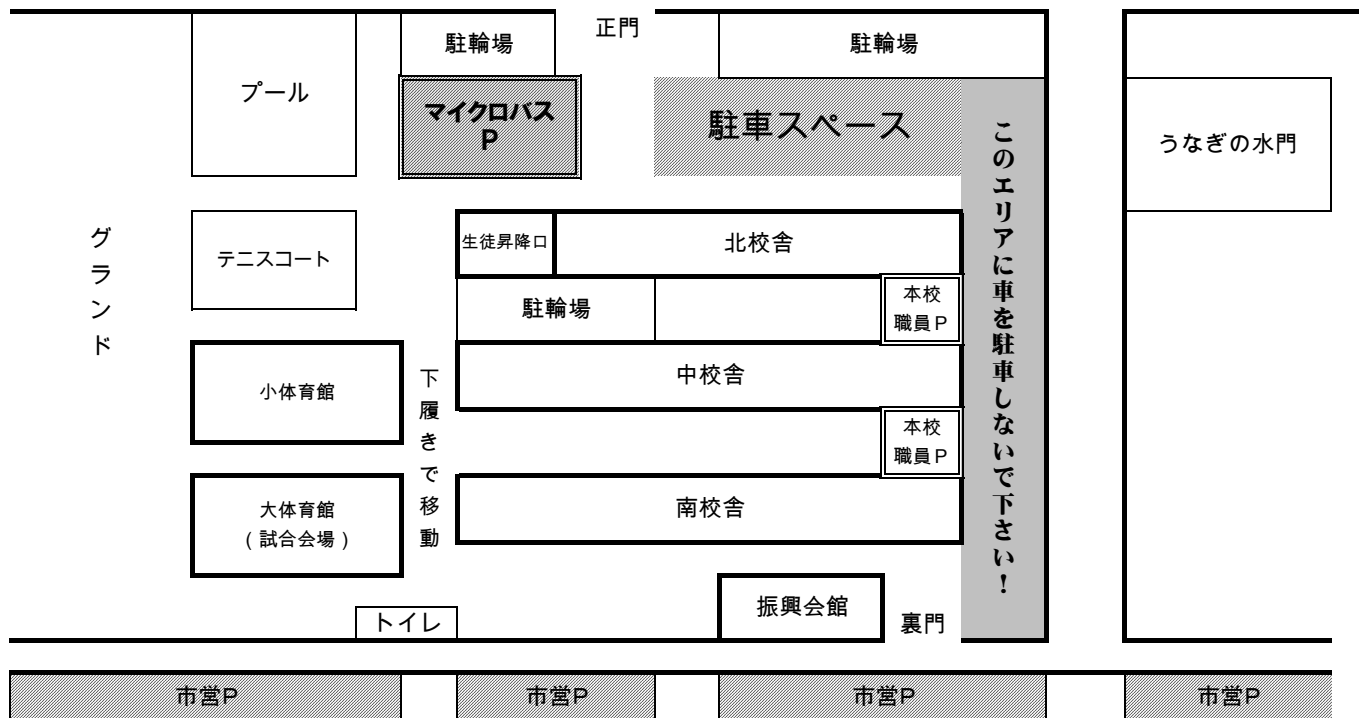 正門
駐輪場
駐輪場
プール
マイクロバス
P
駐車スペース
このエリアに車を駐車しないで下さい！
うなぎの水門
グランド
テニスコート
生徒昇降口
北校舎
駐輪場
本校
職員P
小体育館
下履きで移動
中校舎
本校
職員P
大体育館
(試合会場)
南校舎
振興会館
裏門
トイレ
市営P
市営P
市営P
市営P